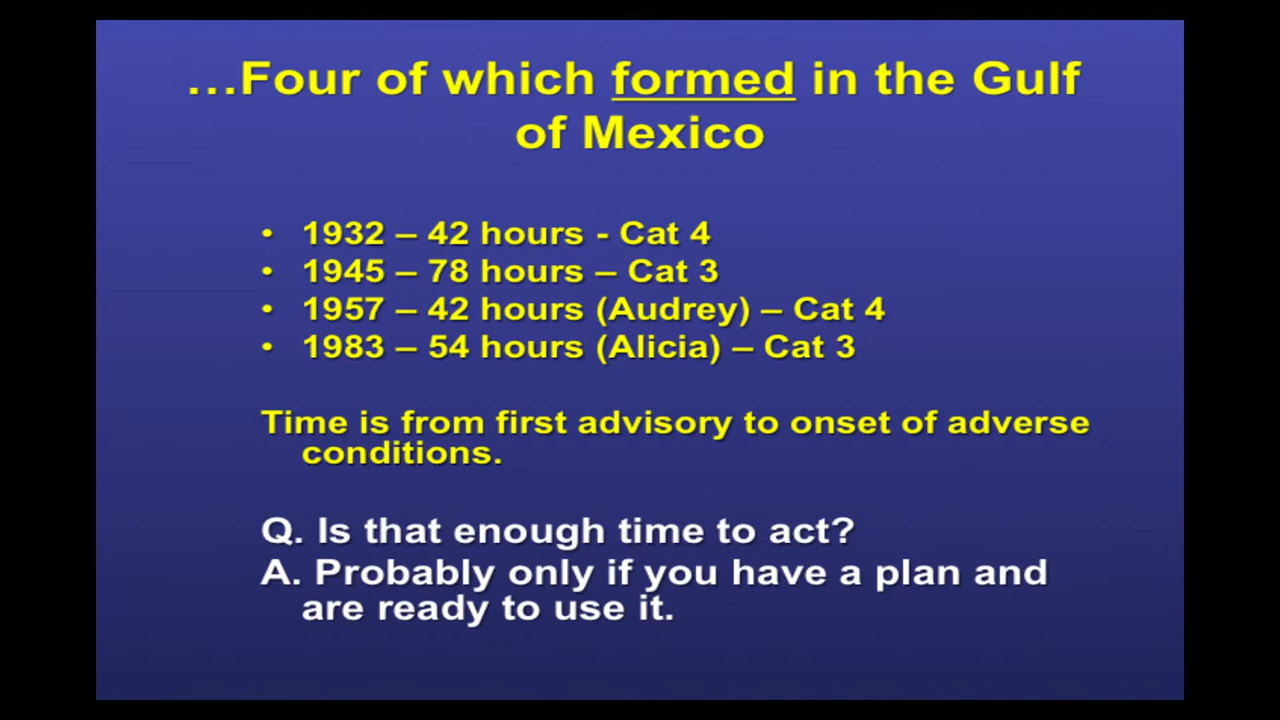 ...Four of which formed in the Gulf
of Mexico
• 1932 – 42 hours - Cat 4
• 1945 – 78 hours – Cat 3
• 1957 – 42 hours (Audrey) – Cat 4
• 1983 – 54 hours (Alicia) – Cat 3
Time is from first advisory to onset of adverse
conditions.
Q. Is that enough time to act?
A. Probably only if you have a plan and
are ready to use it.